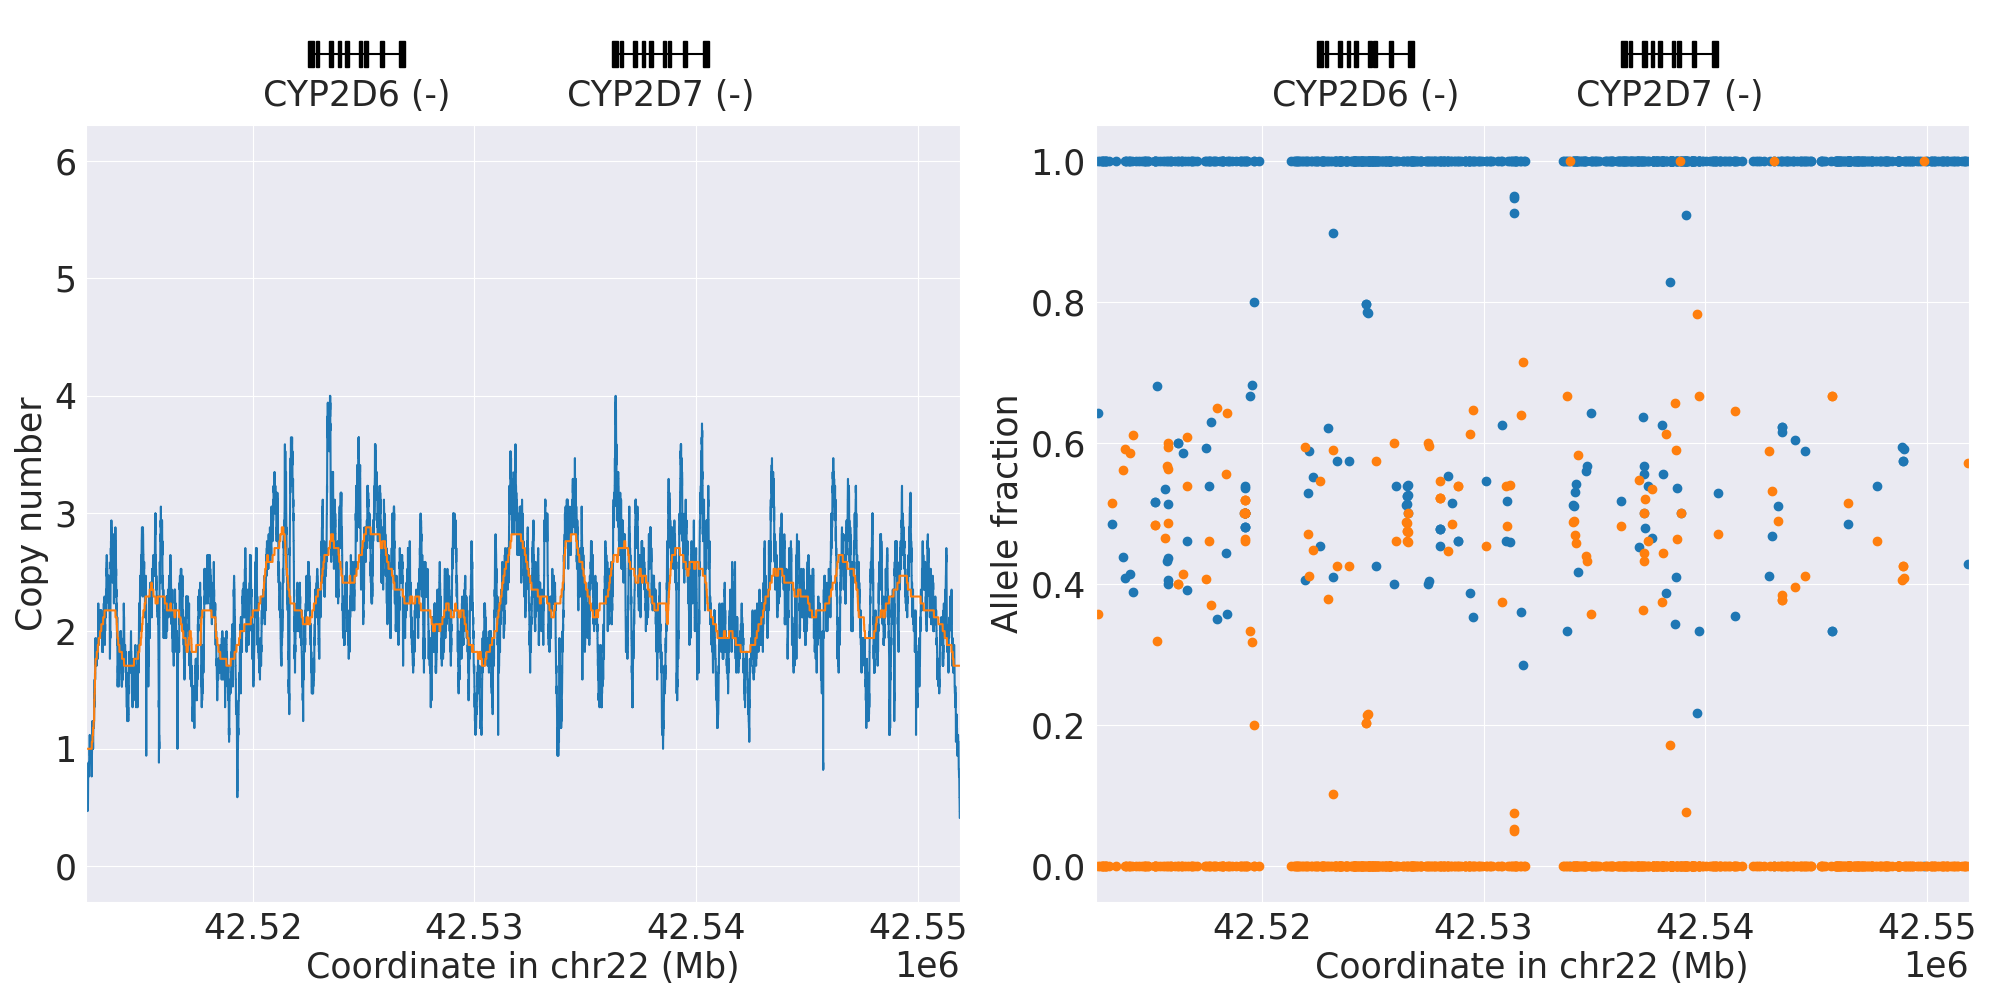 CYP2D6 (-)
CYP2D7 (-)
6
5
4
3
2
1
0
Copy number
42.52
42.53
42.54
42.55
1e6
Coordinate in chr22 (Mb)
CYP2D6 (-)
CYP2D7 (-)
1.0
0.8
0.6
0.4
0.2
0.0
Allele fraction
42.52
42.53
42.54
42.55
1e6
Coordinate in chr22 (Mb)